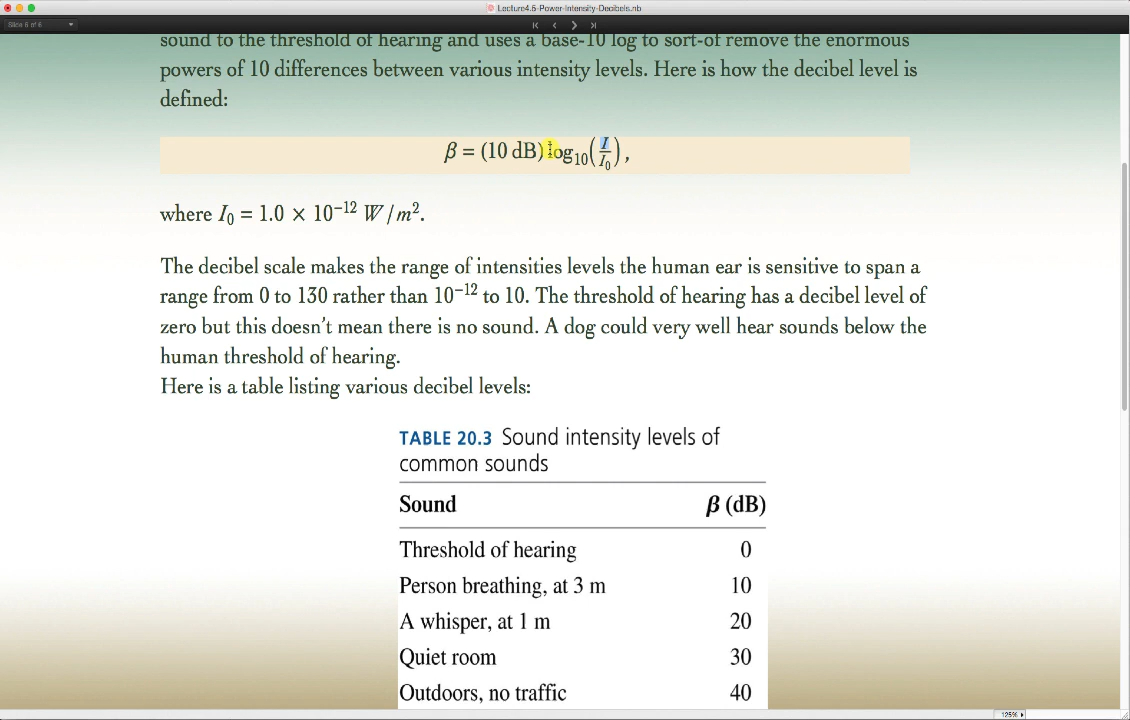 Lecture4.5-Power-Intensity-Decibels.nb
Slide 6 of 6
sound to the threshold of hearing and uses a base-10 log to sort-of remove the enormous
powers of 10 differences between various intensity levels. Here is how the decibel level is
defined:
β = (10 dB) log₁₀(I/I₀),
where I₀ = 1.0 × 10⁻¹² W/m².
The decibel scale makes the range of intensities levels the human ear is sensitive to span a
range from 0 to 130 rather than 10⁻¹² to 10. The threshold of hearing has a decibel level of
zero but this doesn't mean there is no sound. A dog could very well hear sounds below the
human threshold of hearing.
Here is a table listing various decibel levels:
TABLE 20.3 Sound intensity levels of
common sounds
Sound β (dB)
Threshold of hearing 0
Person breathing, at 3 m 10
A whisper, at 1 m 20
Quiet room 30
Outdoors, no traffic 40
125%